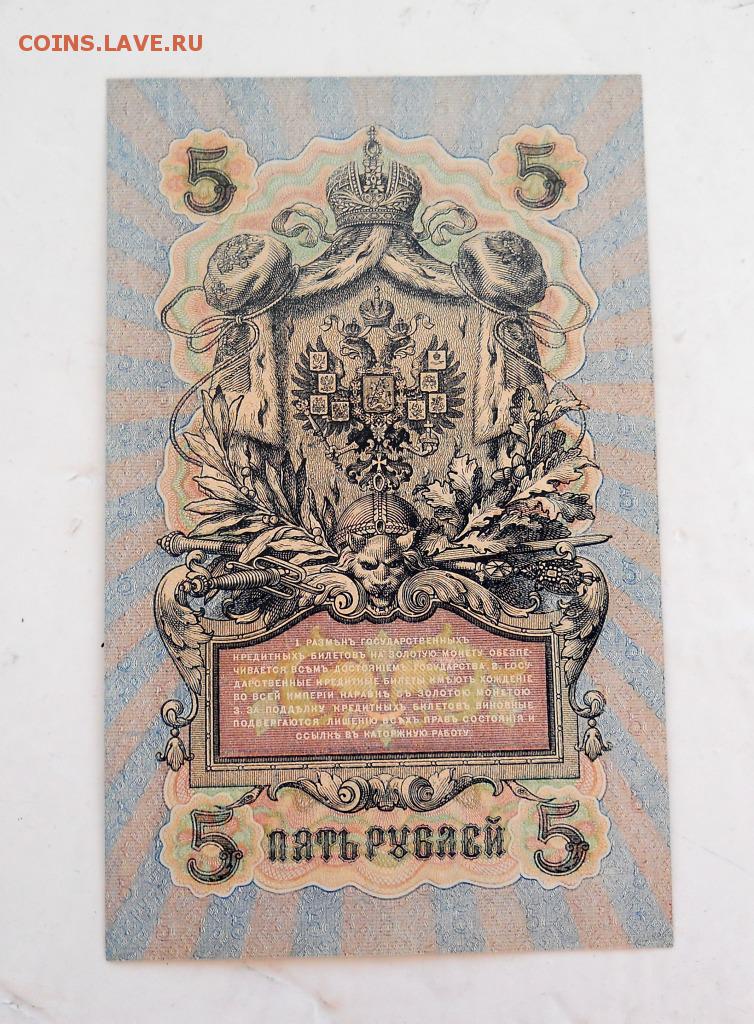 COINS.LAVE.RU
5 5
1. РАЗМѢНЪ ГОСУДАРСТВЕННЫХЪ
КРЕДИТНЫХЪ БИЛЕТОВЪ НА ЗОЛОТУЮ МОНЕТУ ОБЕЗПЕ-
ЧИВАЕТСЯ ВСѢМЪ ДОСТОЯНІЕМЪ ГОСУДАРСТВА. 2. ГОСУ-
ДАРСТВЕННЫЕ КРЕДИТНЫЕ БИЛЕТЫ ИМѢЮТЪ ХОЖДЕНІЕ
ВО ВСЕЙ ИМПЕРІИ НАРАВНѢ СЪ ЗОЛОТОЮ МОНЕТОЮ.
3. ЗА ПОДДѢЛКУ КРЕДИТНЫХЪ БИЛЕТОВЪ ВИНОВНЫЕ
ПОДВЕРГАЮТСЯ ЛИШЕНІЮ ВСѢХЪ ПРАВЪ СОСТОЯНІЯ И
ССЫЛКѢ ВЪ КАТОРЖНУЮ РАБОТУ.
5 ПЯТЬ РУБЛЕЙ 5